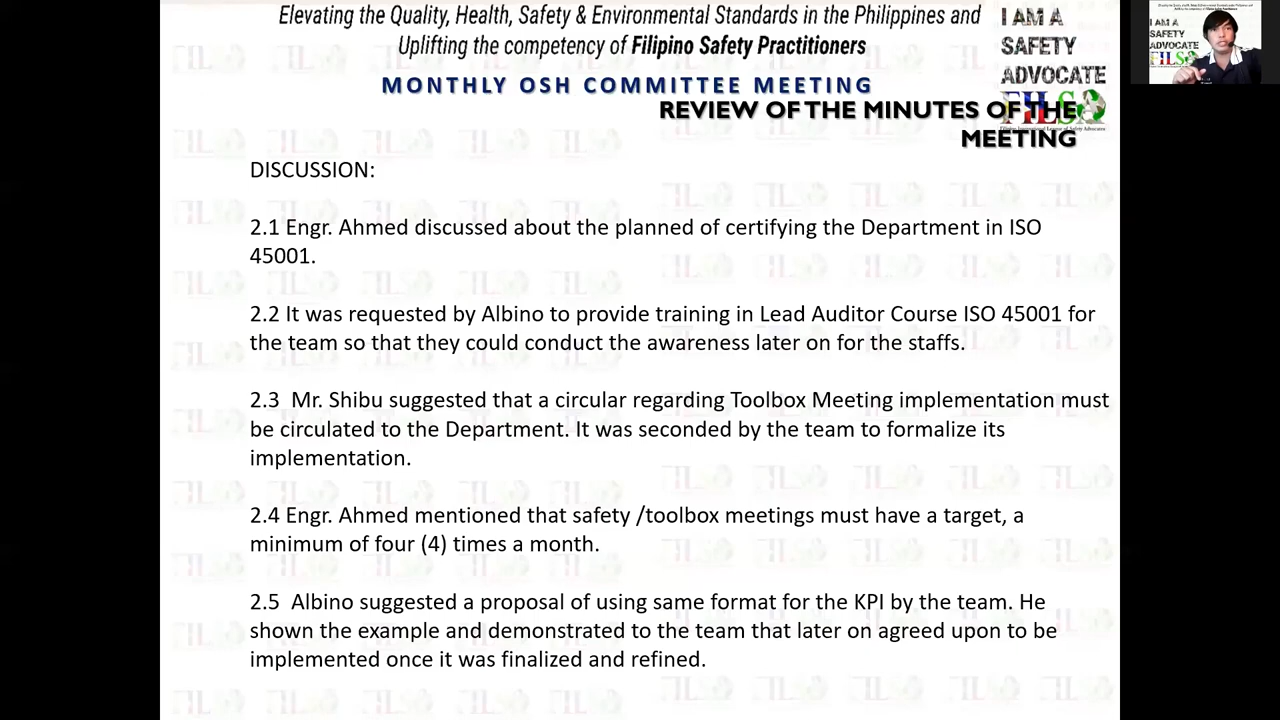 Elevating the Quality, Health, Safety & Environmental Standards in the Philippines and
Uplifting the competency of Filipino Safety Practitioners
I AM A
SAFETY
ADVOCATE
FILSA
MONTHLY OSH COMMITTEE MEETING
REVIEW OF THE MINUTES OF THE
MEETING
DISCUSSION:
2.1 Engr. Ahmed discussed about the planned of certifying the Department in ISO
45001.
2.2 It was requested by Albino to provide training in Lead Auditor Course ISO 45001 for
the team so that they could conduct the awareness later on for the staffs.
2.3 Mr. Shibu suggested that a circular regarding Toolbox Meeting implementation must
be circulated to the Department. It was seconded by the team to formalize its
implementation.
2.4 Engr. Ahmed mentioned that safety /toolbox meetings must have a target, a
minimum of four (4) times a month.
2.5 Albino suggested a proposal of using same format for the KPI by the team. He
shown the example and demonstrated to the team that later on agreed upon to be
implemented once it was finalized and refined.
I AM A
SAFETY
ADVOCATE